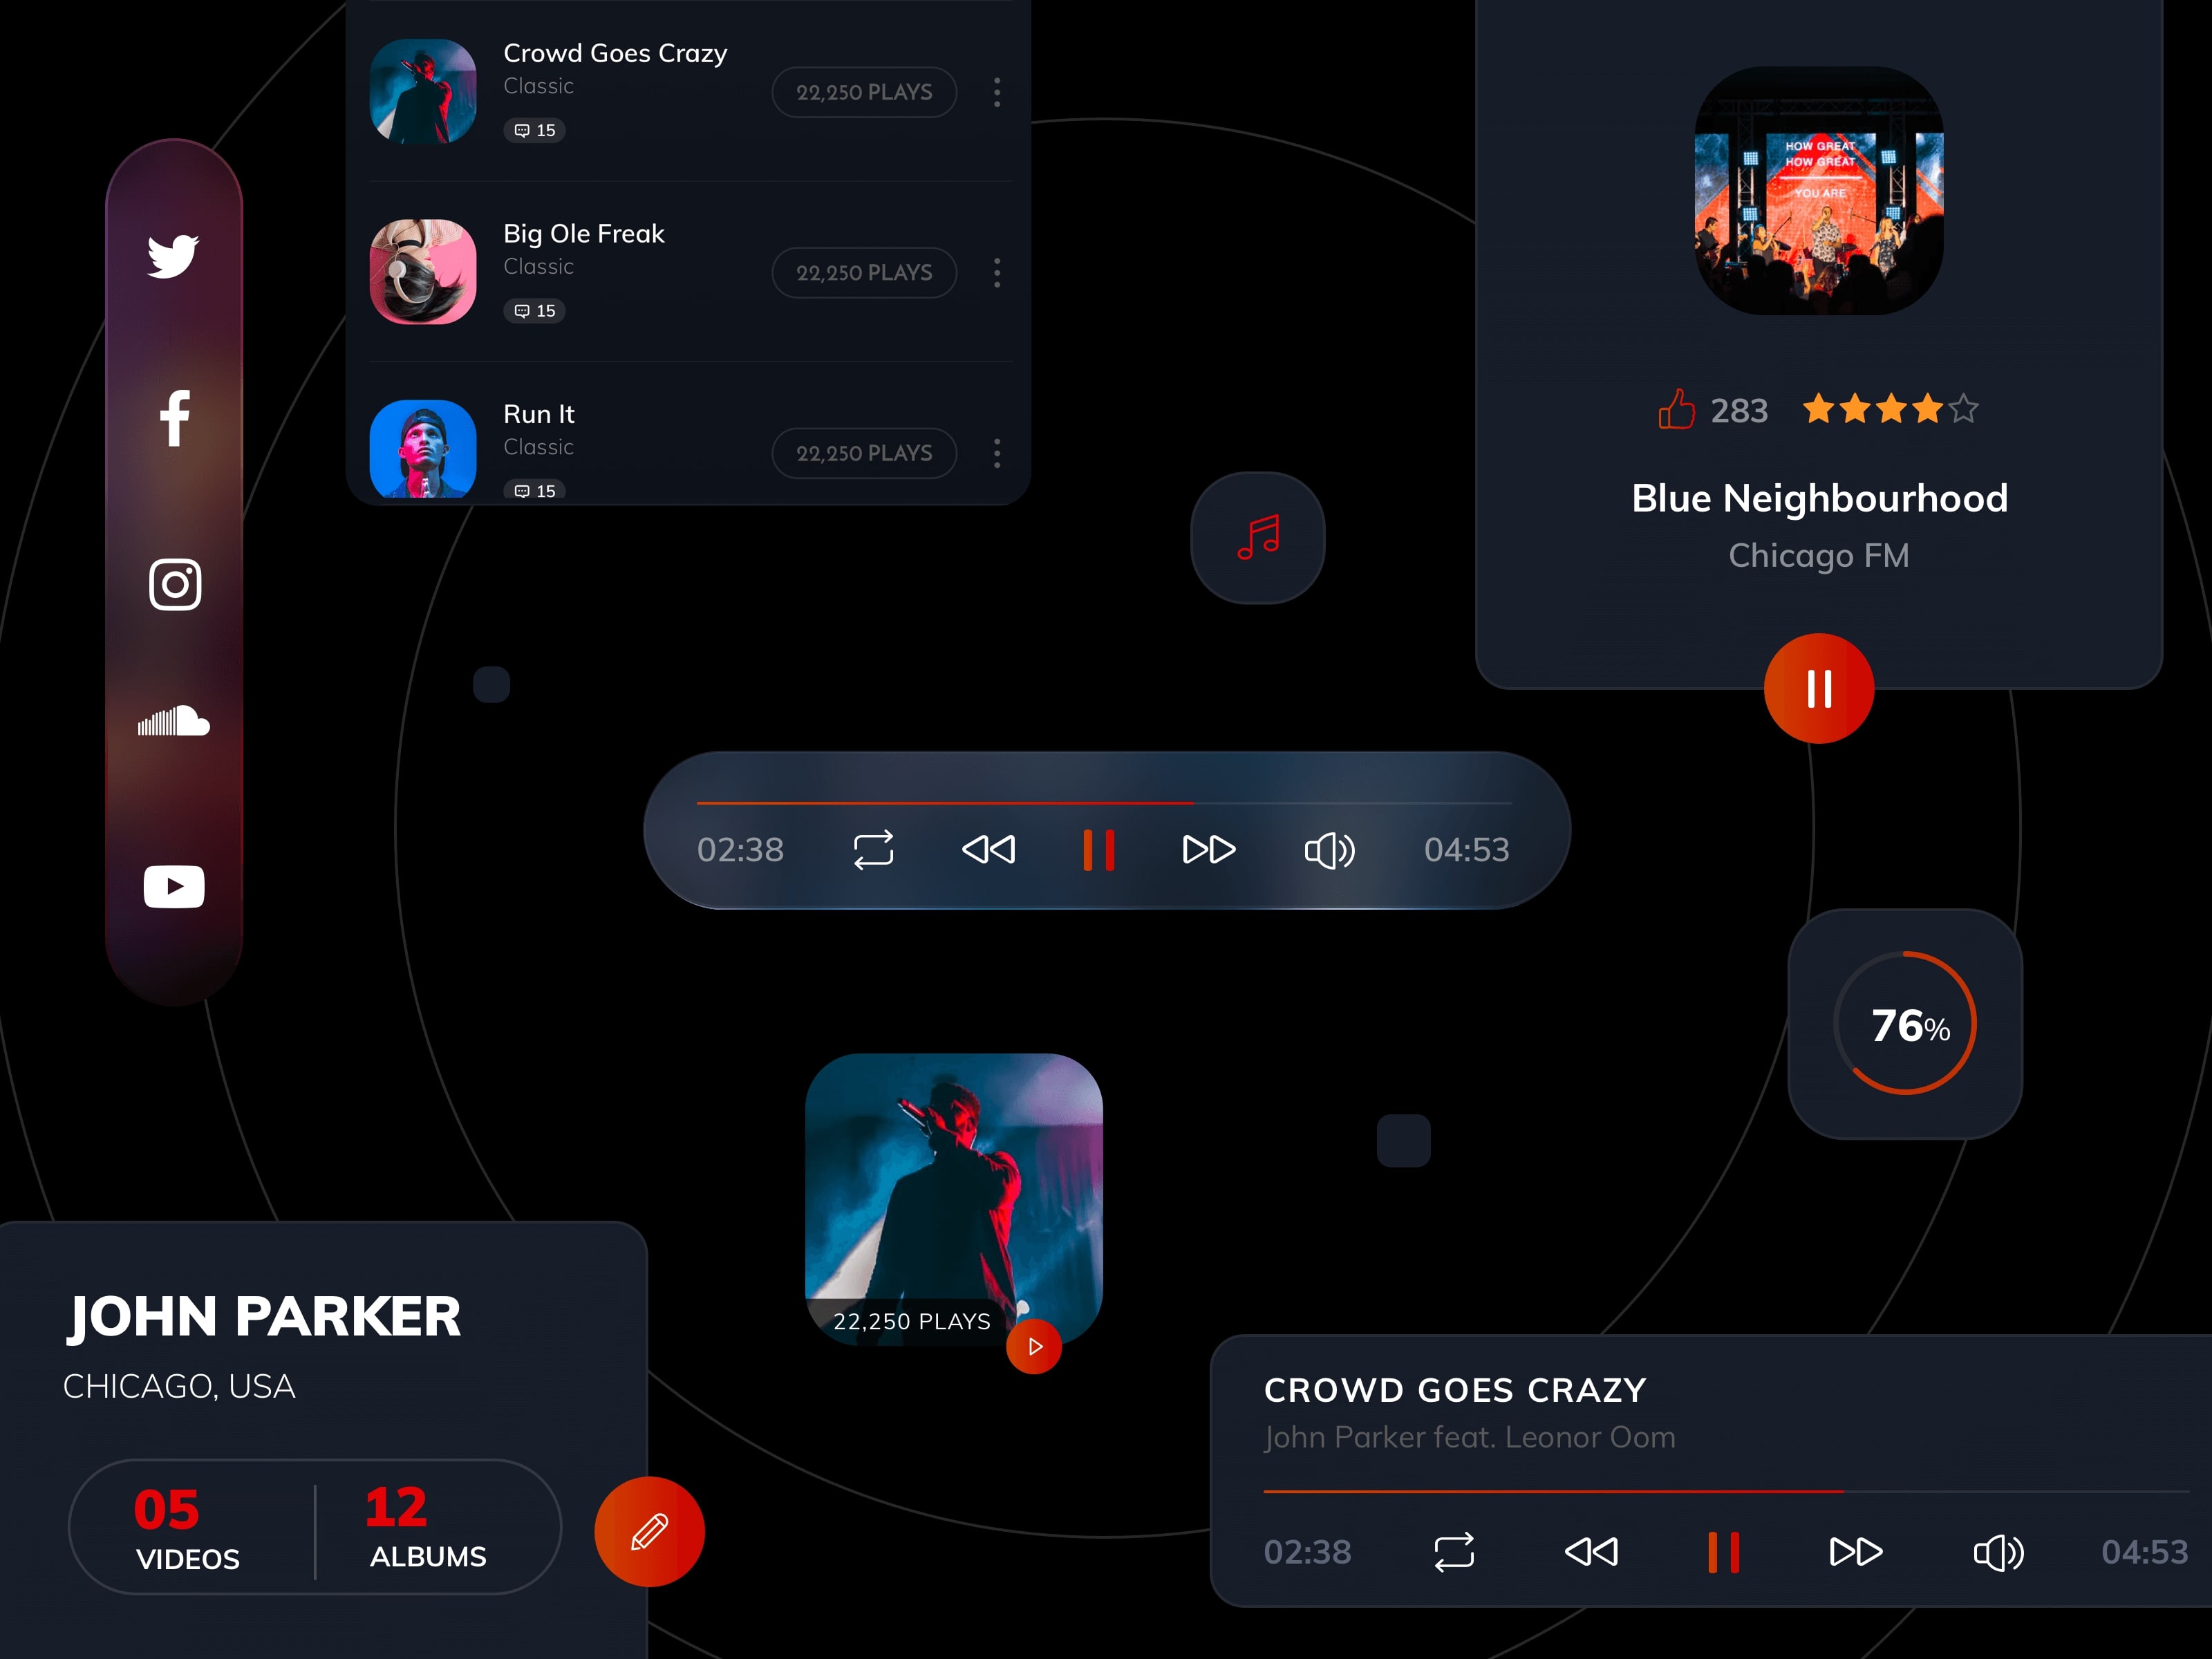 Crowd Goes Crazy
Classic
22,250 PLAYS
15
Big Ole Freak
Classic
22,250 PLAYS
15
Run It
Classic
22,250 PLAYS
15
HOW GREAT
HOW GREAT
YOU ARE
283
Blue Neighbourhood
Chicago FM
02:38
04:53
76%
22,250 PLAYS
JOHN PARKER
CHICAGO, USA
05
VIDEOS
12
ALBUMS
CROWD GOES CRAZY
John Parker feat. Leonor Oom
02:38
04:53